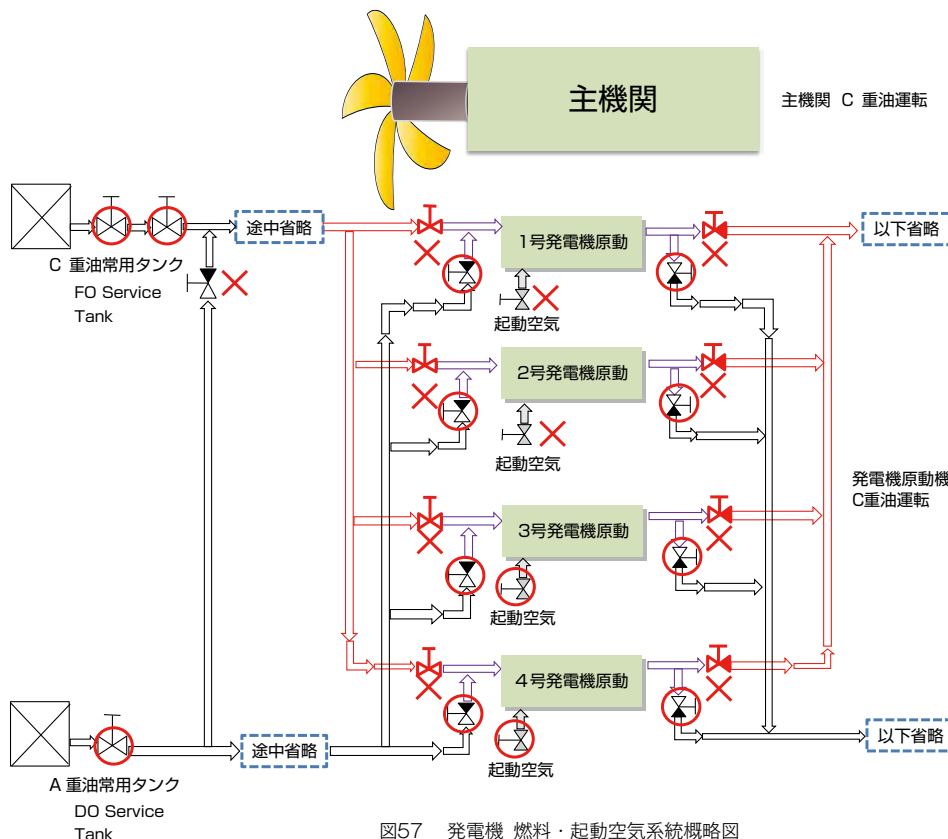 主機関
主機関 C 重油運転
途中省略
1号発電機原動
以下省略
C 重油常用タンク
FO Service
Tank
起動空気
2号発電機原動
起動空気
発電機原動機
C重油運転
3号発電機原動
起動空気
4号発電機原動
途中省略
以下省略
起動空気
A 重油常用タンク
DO Service
Tank
図57 発電機 燃料・起動空気系統概略図